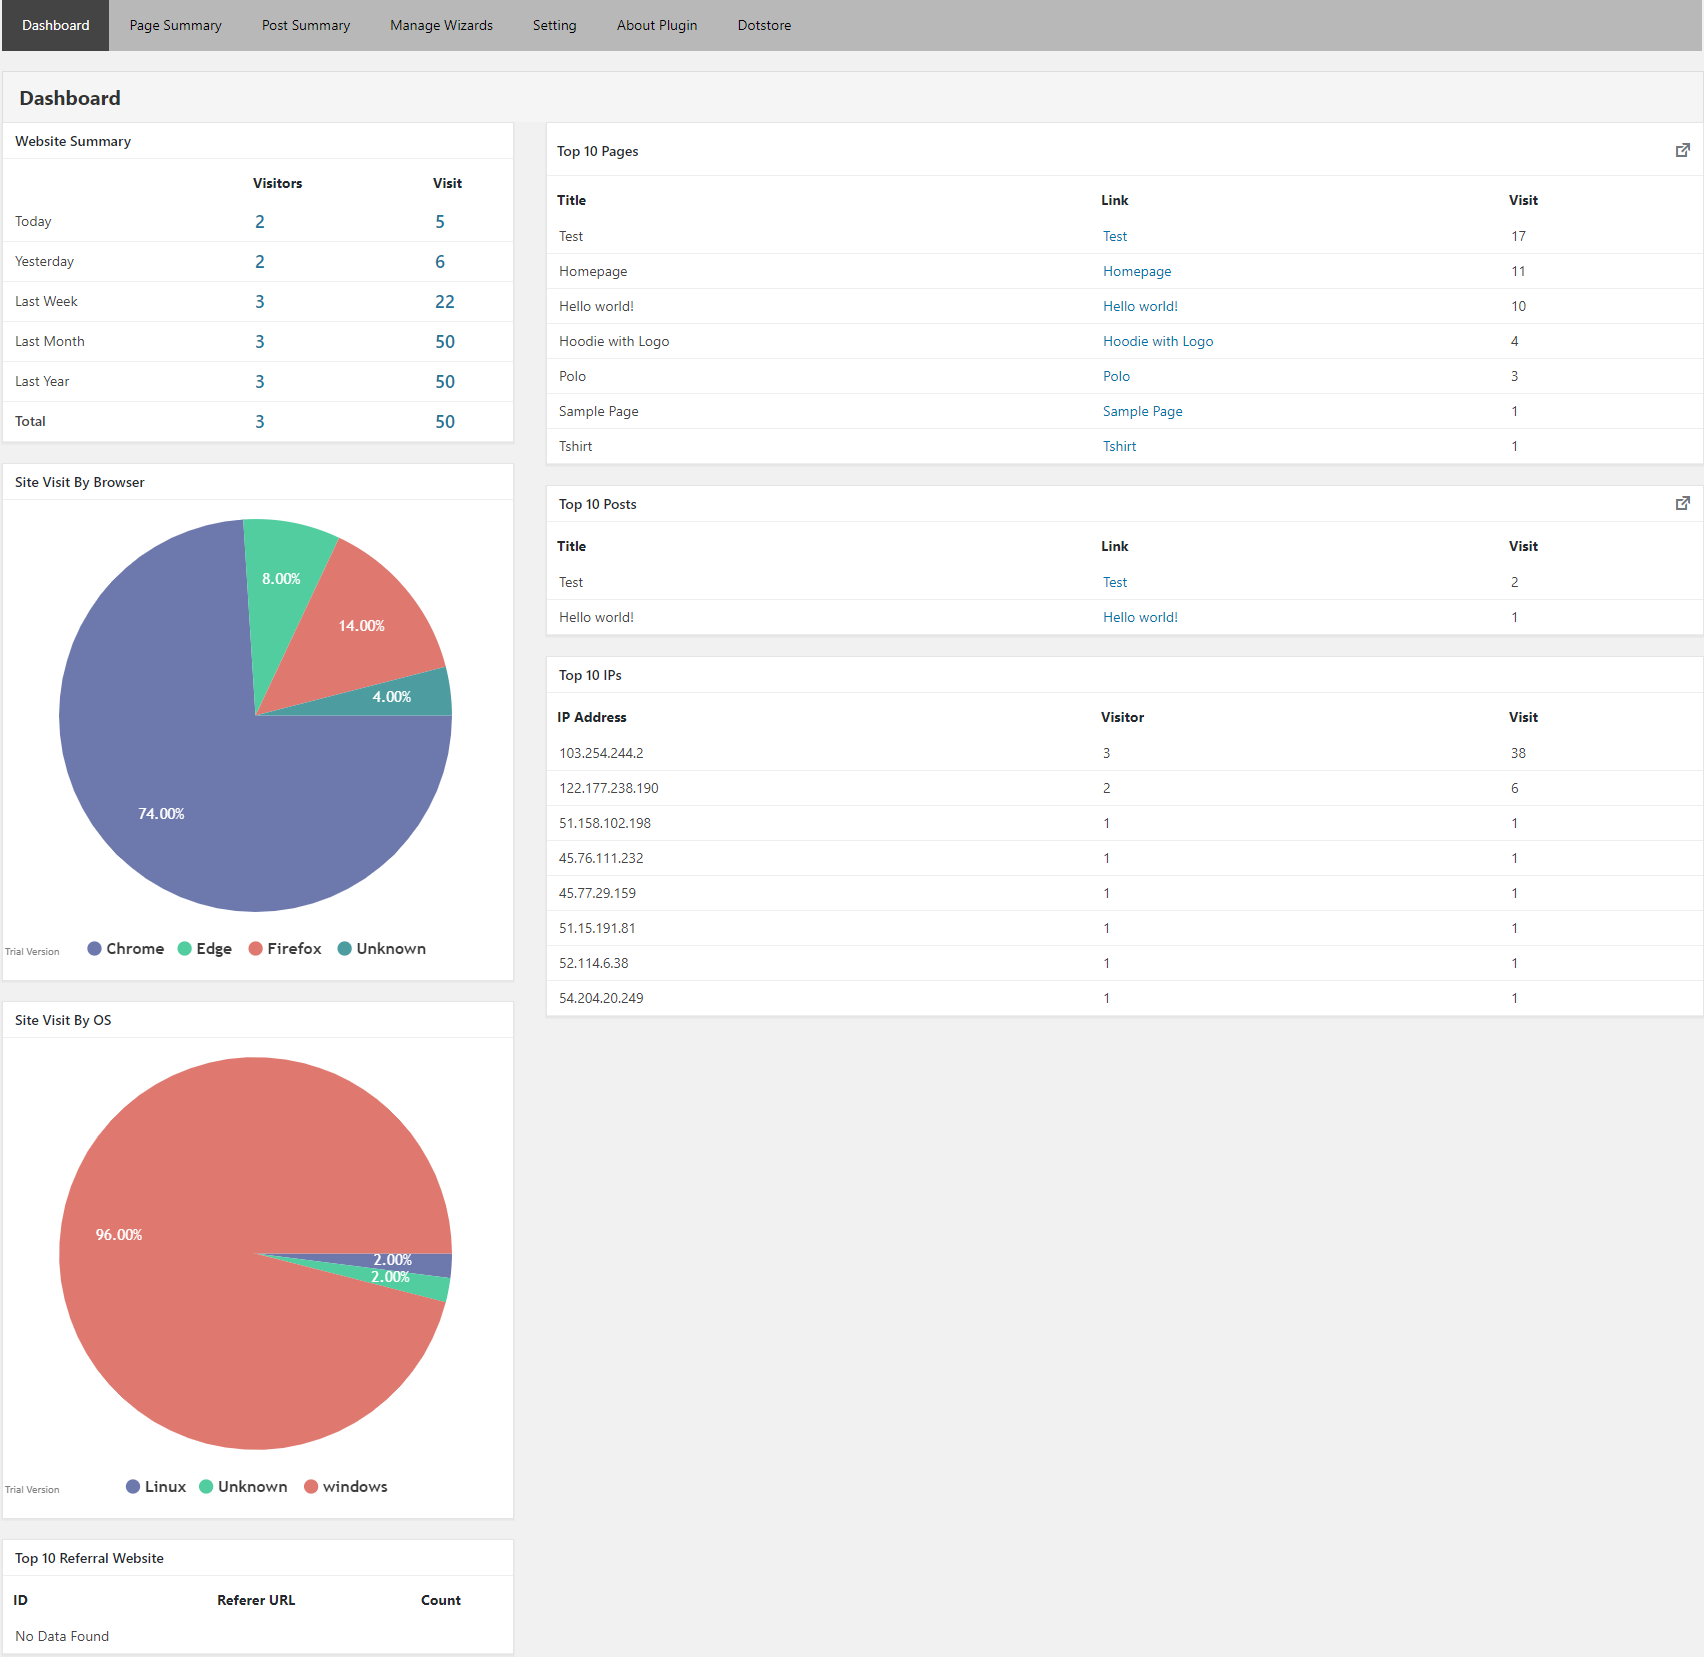 Dashboard Page Summary Post Summary Manage Wizards Setting About Plugin Dotstore
Dashboard
Website Summary
Visitors Visit
Today 2 5
Yesterday 2 6
Last Week 3 22
Last Month 3 50
Last Year 3 50
Total 3 50
Site Visit By Browser
8.00%
14.00%
4.00%
74.00%
Trial Version Chrome Edge Firefox Unknown
Site Visit By OS
96.00%
2.00%
2.00%
Trial Version Linux Unknown windows
Top 10 Referral Website
ID Referer URL Count
No Data Found
Top 10 Pages
Title Link Visit
Test Test 17
Homepage Homepage 11
Hello world! Hello world! 10
Hoodie with Logo Hoodie with Logo 4
Polo Polo 3
Sample Page Sample Page 1
Tshirt Tshirt 1
Top 10 Posts
Title Link Visit
Test Test 2
Hello world! Hello world! 1
Top 10 IPs
IP Address Visitor Visit
103.254.244.2 3 38
122.177.238.190 2 6
51.158.102.198 1 1
45.76.111.232 1 1
45.77.29.159 1 1
51.15.191.81 1 1
52.114.6.38 1 1
54.204.20.249 1 1